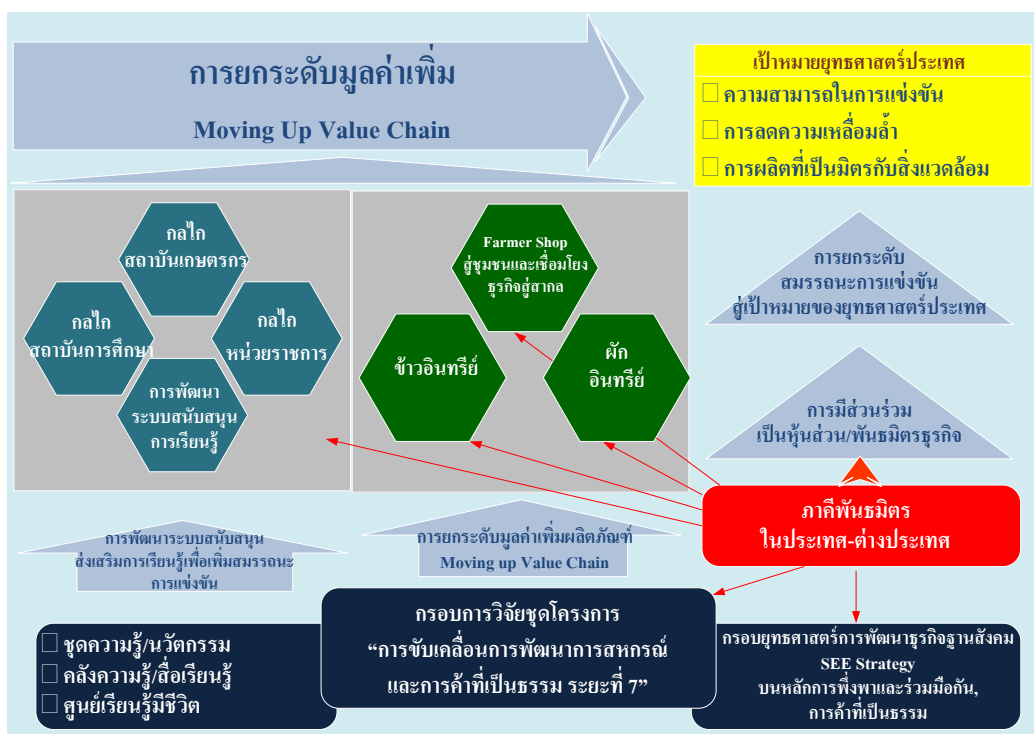 การยกระดับมูลค่าเพิ่ม
Moving Up Value Chain
เป้าหมายยุทธศาสตร์ประเทศ
ความสามารถในการแข่งขัน
การลดความเหลื่อมล้ำ
การผลิตที่เป็นมิตรกับสิ่งแวดล้อม
กลไก
สถาบันเกษตรกร
กลไก
สถาบันการศึกษา
กลไก
หน่วยราชการ
การพัฒนา
ระบบสนับสนุน
การเรียนรู้
Farmer Shop
สู่ชุมชนและเชื่อมโยง
ธุรกิจสู่สากล
ข้าวอินทรีย์
ผัก
อินทรีย์
การยกระดับ
สมรรถนะการแข่งขัน
สู่เป้าหมายของยุทธศาสตร์ประเทศ
การมีส่วนร่วม
เป็นหุ้นส่วน/พันธมิตรธุรกิจ
ภาคีพันธมิตร
ในประเทศ-ต่างประเทศ
การพัฒนาระบบสนับสนุน
ส่งเสริมการเรียนรู้เพื่อเพิ่มสมรรถนะ
การแข่งขัน
การยกระดับมูลค่าเพิ่มผลิตภัณฑ์
Moving up Value Chain
ชุดความรู้/นวัตกรรม
คลังความรู้/สื่อเรียนรู้
ศูนย์เรียนรู้มีชีวิต
กรอบการวิจัยชุดโครงการ
“การขับเคลื่อนการพัฒนาการสหกรณ์
และการค้าที่เป็นธรรม ระยะที่ 7”
กรอบยุทธศาสตร์การพัฒนาธุรกิจฐานสังคม
SEE Strategy
บนหลักการพึ่งพาและร่วมมือกัน,
การค้าที่เป็นธรรม